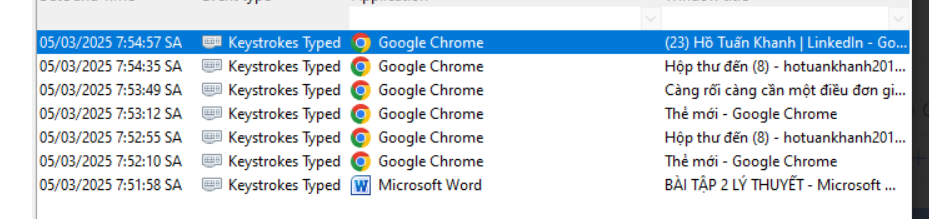 Application
05/03/2025 7:54:57 SA Keystrokes Typed Google Chrome (23) Hồ Tuấn Khanh | LinkedIn - Go...
05/03/2025 7:54:35 SA Keystrokes Typed Google Chrome Hộp thư đến (8) - hotuankhanh201...
05/03/2025 7:53:49 SA Keystrokes Typed Google Chrome Càng rối càng cần một điều đơn gi...
05/03/2025 7:53:12 SA Keystrokes Typed Google Chrome Thẻ mới - Google Chrome
05/03/2025 7:52:55 SA Keystrokes Typed Google Chrome Hộp thư đến (8) - hotuankhanh201...
05/03/2025 7:52:10 SA Keystrokes Typed Google Chrome Thẻ mới - Google Chrome
05/03/2025 7:51:58 SA Keystrokes Typed Microsoft Word BÀI TẬP 2 LÝ THUYẾT - Microsoft ...